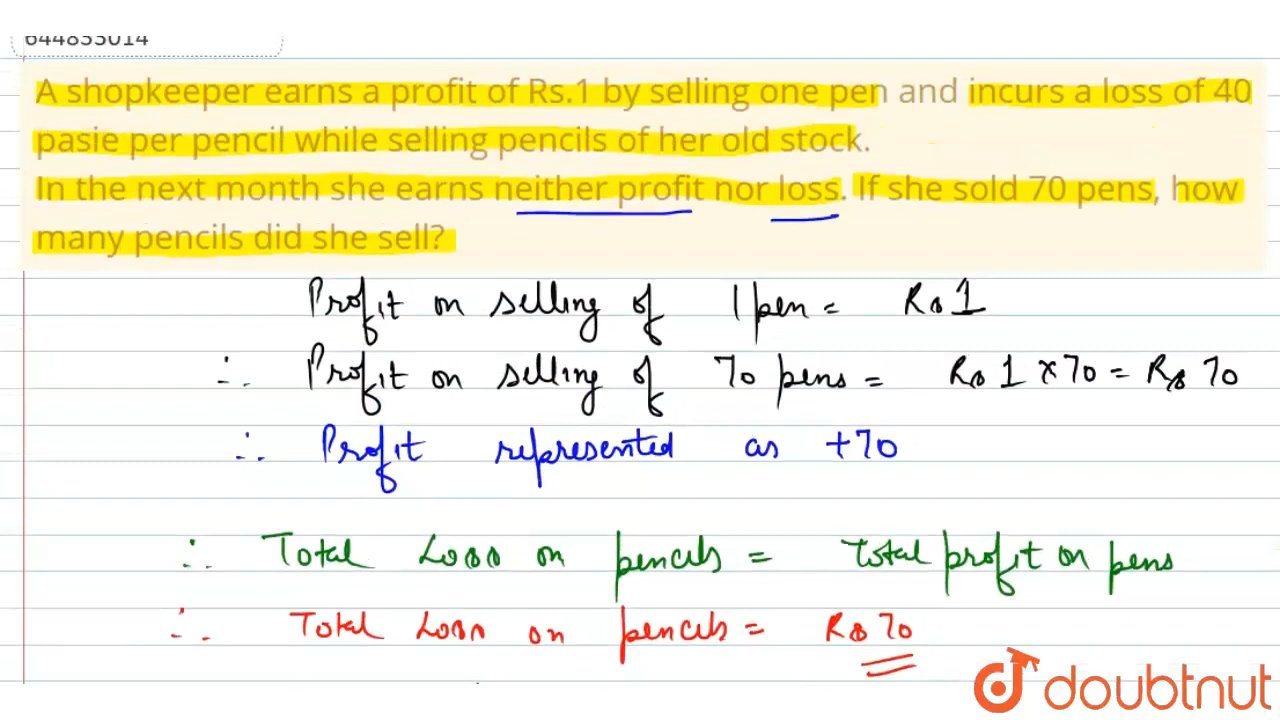 644833014
A shopkeeper earns a profit of Rs.1 by selling one pen and incurs a loss of 40
pasie per pencil while selling pencils of her old stock.
In the next month she earns neither profit nor loss. If she sold 70 pens, how
many pencils did she sell?
Profit on selling of 1 pen = Rs 1
∴ Profit on selling of 70 pens = Rs 1 × 70 = Rs 70
∴ Profit represented as +70
∴ Total Loss on pencils = Total profit on pens
∴ Total Loss on pencils = Rs 70
doubtnut